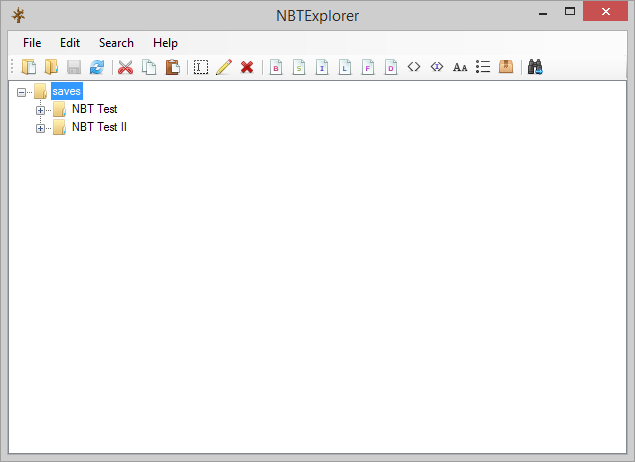 NBTExplorer
File Edit Search Help
B S I L F D <> <I> AA
saves
NBT Test
NBT Test II